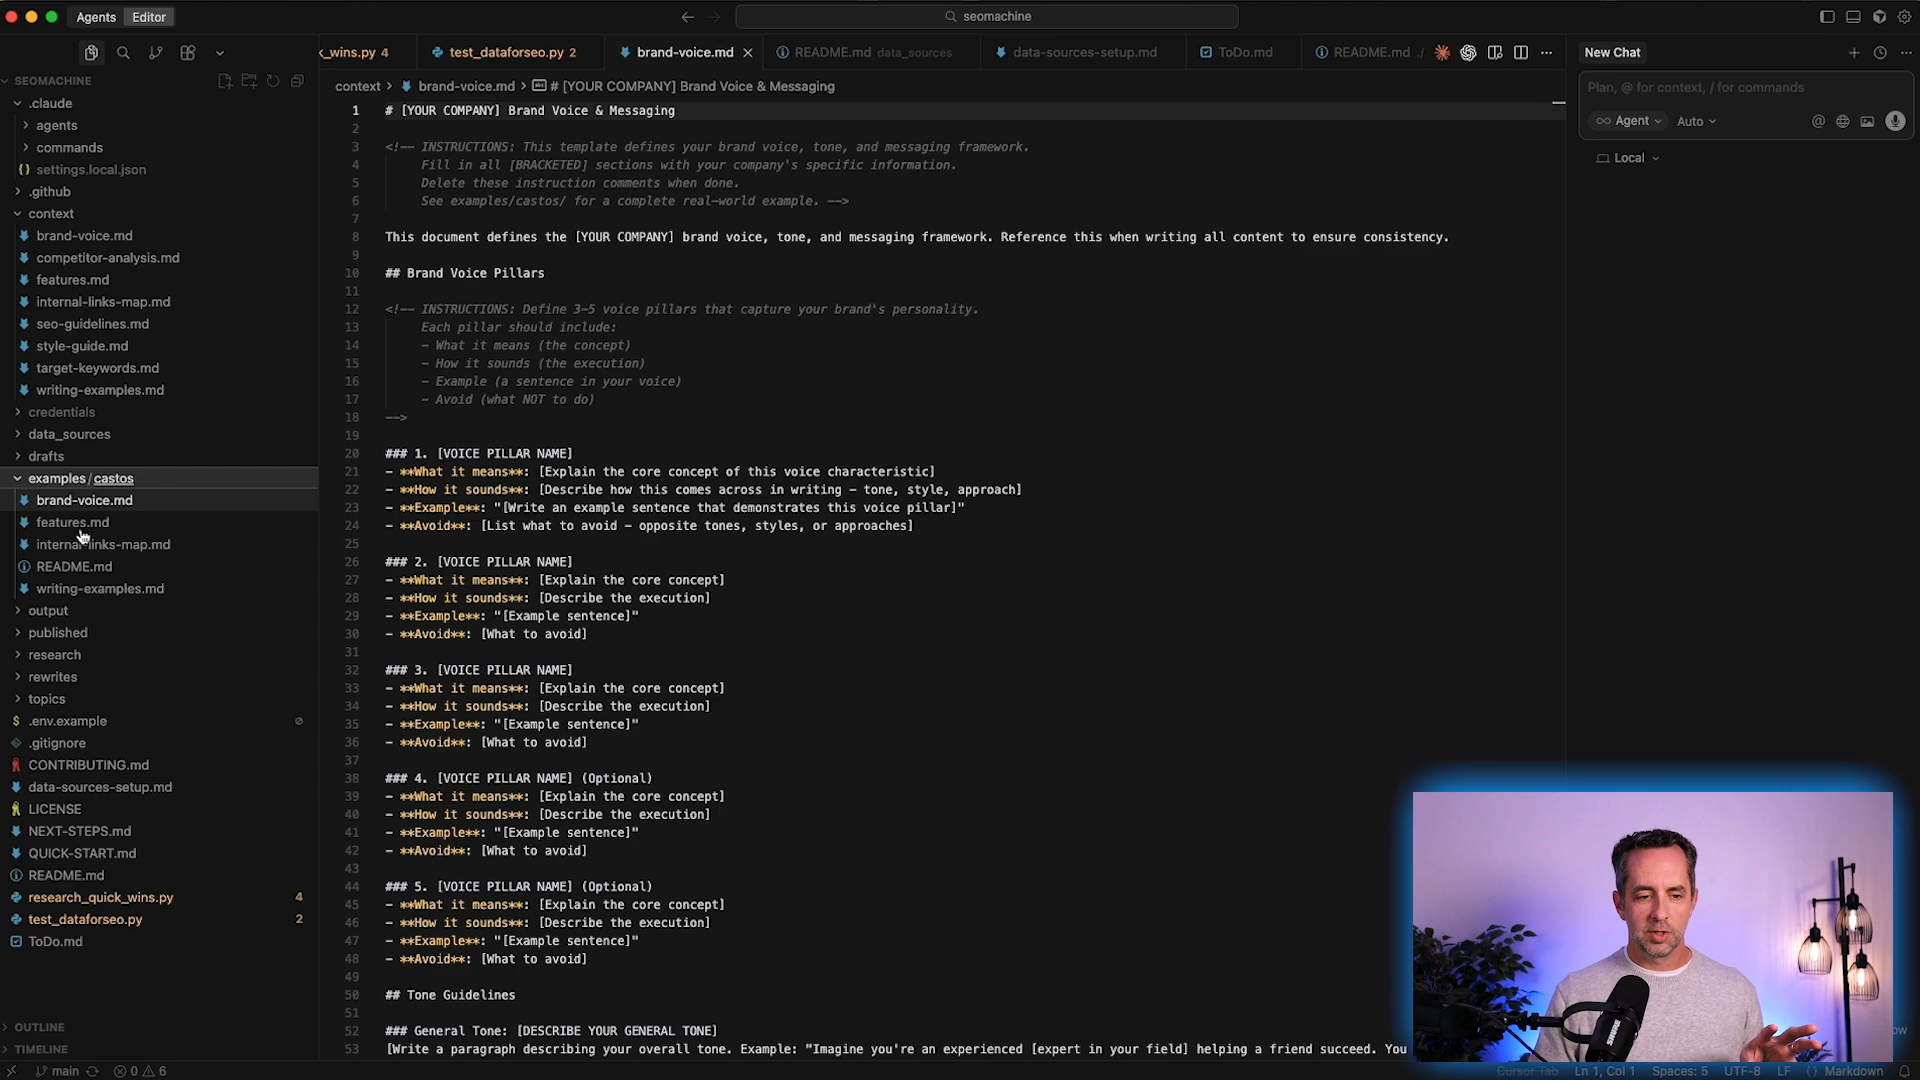 Agents Editor
seomachine
_wins.py 4
test_dataforseo.py 2
brand-voice.md
README.md data_sources
data-sources-setup.md
ToDo.md
README.md ./
New Chat
SEOMACHINE
.claude
agents
commands
settings.local.json
.github
context
brand-voice.md
competitor-analysis.md
features.md
internal-links-map.md
seo-guidelines.md
style-guide.md
target-keywords.md
writing-examples.md
credentials
data_sources
drafts
examples / castos
brand-voice.md
features.md
internal-links-map.md
README.md
writing-examples.md
output
published
research
rewrites
topics
.env.example
.gitignore
CONTRIBUTING.md
data-sources-setup.md
LICENSE
NEXT-STEPS.md
QUICK-START.md
README.md
research_quick_wins.py 4
test_dataforseo.py 2
ToDo.md
OUTLINE
TIMELINE
context > brand-voice.md > # [YOUR COMPANY] Brand Voice & Messaging
1 # [YOUR COMPANY] Brand Voice & Messaging
2
3 <!-- INSTRUCTIONS: This template defines your brand voice, tone, and messaging framework.
4 Fill in all [BRACKETED] sections with your company's specific information.
5 Delete these instruction comments when done.
6 See examples/castos/ for a complete real-world example. -->
7
8 This document defines the [YOUR COMPANY] brand voice, tone, and messaging framework. Reference this when writing all content to ensure consistency.
9
10 ## Brand Voice Pillars
11
12 <!-- INSTRUCTIONS: Define 3-5 voice pillars that capture your brand's personality.
13 Each pillar should include:
14 - What it means (the concept)
15 - How it sounds (the execution)
16 - Example (a sentence in your voice)
17 - Avoid (what NOT to do)
18 -->
19
20 ### 1. [VOICE PILLAR NAME]
21 - **What it means**: [Explain the core concept of this voice characteristic]
22 - **How it sounds**: [Describe how this comes across in writing - tone, style, approach]
23 - **Example**: "[Write an example sentence that demonstrates this voice pillar]"
24 - **Avoid**: [List what to avoid - opposite tones, styles, or approaches]
25
26 ### 2. [VOICE PILLAR NAME]
27 - **What it means**: [Explain the core concept]
28 - **How it sounds**: [Describe the execution]
29 - **Example**: "[Example sentence]"
30 - **Avoid**: [What to avoid]
31
32 ### 3. [VOICE PILLAR NAME]
33 - **What it means**: [Explain the core concept]
34 - **How it sounds**: [Describe the execution]
35 - **Example**: "[Example sentence]"
36 - **Avoid**: [What to avoid]
37
38 ### 4. [VOICE PILLAR NAME] (Optional)
39 - **What it means**: [Explain the core concept]
40 - **How it sounds**: [Describe the execution]
41 - **Example**: "[Example sentence]"
42 - **Avoid**: [What to avoid]
43
44 ### 5. [VOICE PILLAR NAME] (Optional)
45 - **What it means**: [Explain the core concept]
46 - **How it sounds**: [Describe the execution]
47 - **Example**: "[Example sentence]"
48 - **Avoid**: [What to avoid]
49
50 ## Tone Guidelines
51
52 ### General Tone: [DESCRIBE YOUR GENERAL TONE]
53 [Write a paragraph describing your overall tone. Example: "Imagine you're an experienced [expert in your field] helping a friend succeed. You
Plan, @ for context, / for commands
Agent Auto
Local
SHURE
main 0 6
Cursor Tab Ln 1, Col 1 Spaces: 5 UTF-8 LF {} Markdown